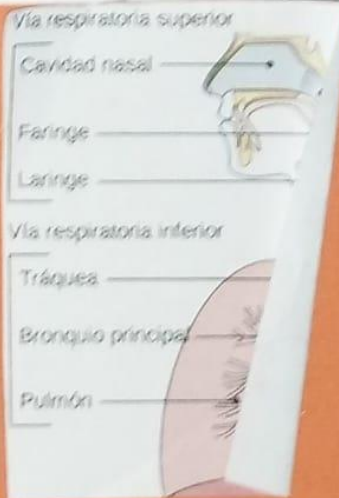 Vía respiratoria superior
Cavidad nasal
Faringe
Laringe
Vía respiratoria inferior
Tráquea
Bronquio principal
Pulmón